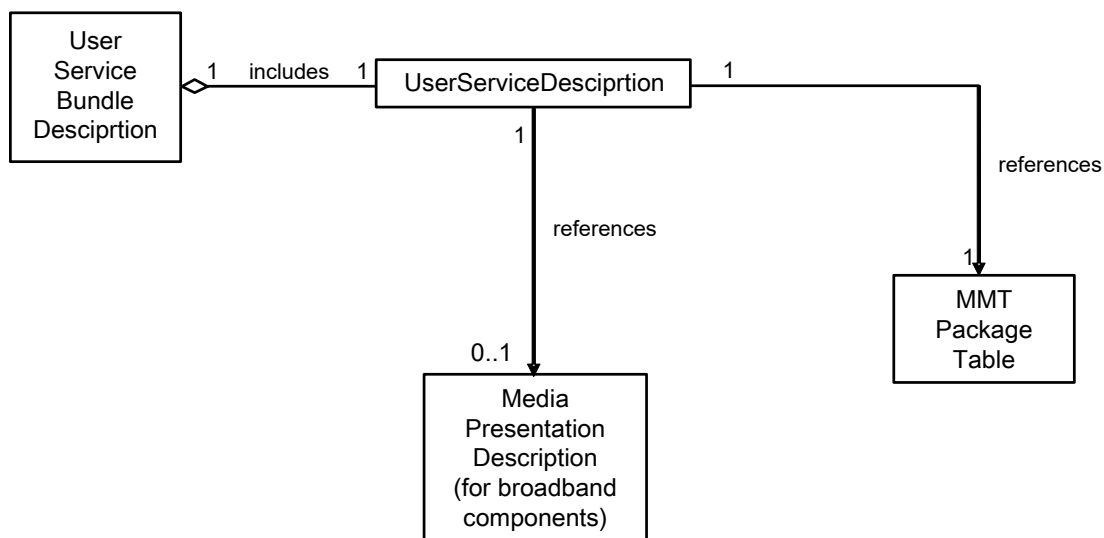 User
Service
Bundle
Desciprtion
1 includes 1
UserServiceDesciprtion
1
1
references
references
1
0..1
MMT
Package
Table
Media
Presentation
Description
(for broadband
components)